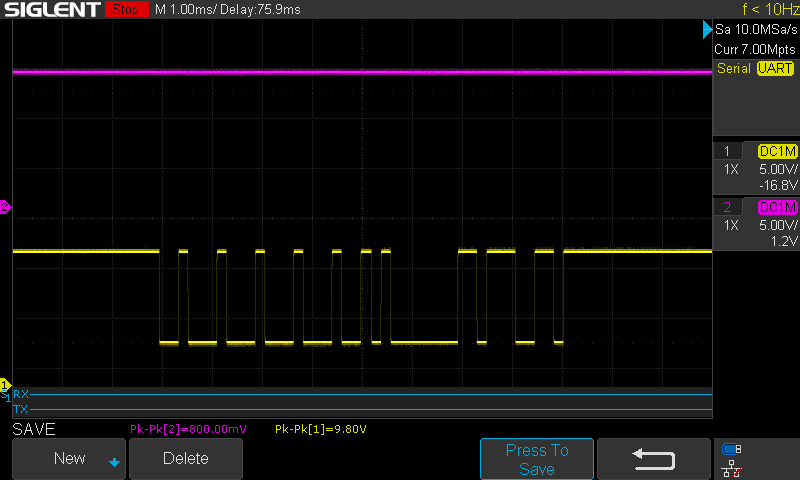 SIGLENT Stop M 1.00ms/ Delay:75.9ms f < 10Hz
Sa 10.0MSa/s
Curr 7.00Mpts
Serial UART
1 DC1M
1X 5.00V/
-16.8V
2 DC1M
1X 5.00V/
1.2V
2
1
S
1
RX
TX
SAVE Pk-Pk[2]=800.00mV Pk-Pk[1]=9.80V
New Delete Press To
Save